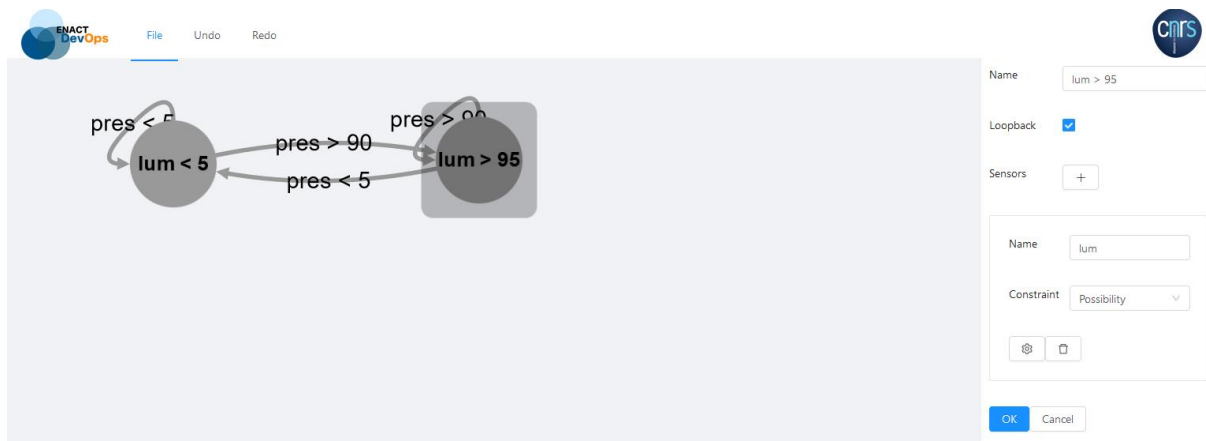 ENACT
DevOps
File
Undo
Redo
cnrs
Name
lum > 95
Loopback
Sensors
+
Name
lum
Constraint
Possibility
OK
Cancel
pres < 5
pres > 90
lum < 5
pres > 90
lum > 95
pres < 5